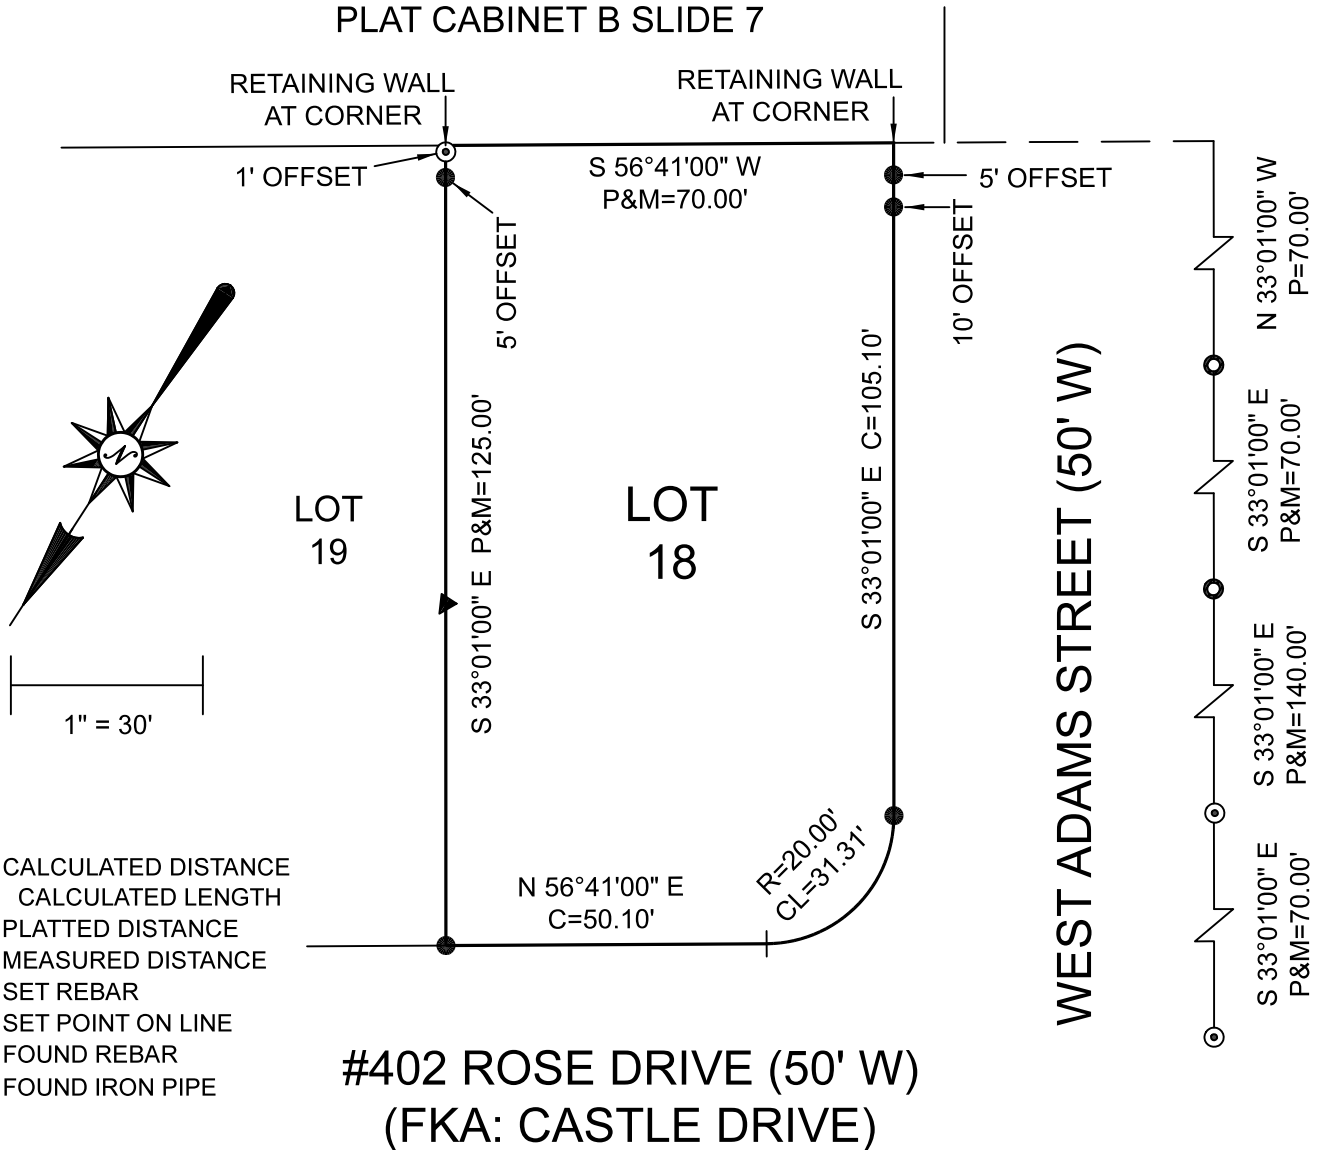 PLAT CABINET B SLIDE 7
RETAINING WALL
AT CORNER
RETAINING WALL
AT CORNER
1' OFFSET
S 56°41'00" W
P&M=70.00'
5' OFFSET
5' OFFSET
10' OFFSET
N 33°01'00" W
P=70.00'
S 33°01'00" E P&M=125.00'
S 33°01'00" E C=105.10'
LOT
19
LOT
18
N
1" = 30'
WEST ADAMS STREET (50' W)
S 33°01'00" E
P&M=70.00'
S 33°01'00" E
P&M=140.00'
S 33°01'00" E
P&M=70.00'
R=20.00'
CL=31.31'
N 56°41'00" E
C=50.10'
CALCULATED DISTANCE
CALCULATED LENGTH
PLATTED DISTANCE
MEASURED DISTANCE
SET REBAR
SET POINT ON LINE
FOUND REBAR
FOUND IRON PIPE
#402 ROSE DRIVE (50' W)
(FKA: CASTLE DRIVE)